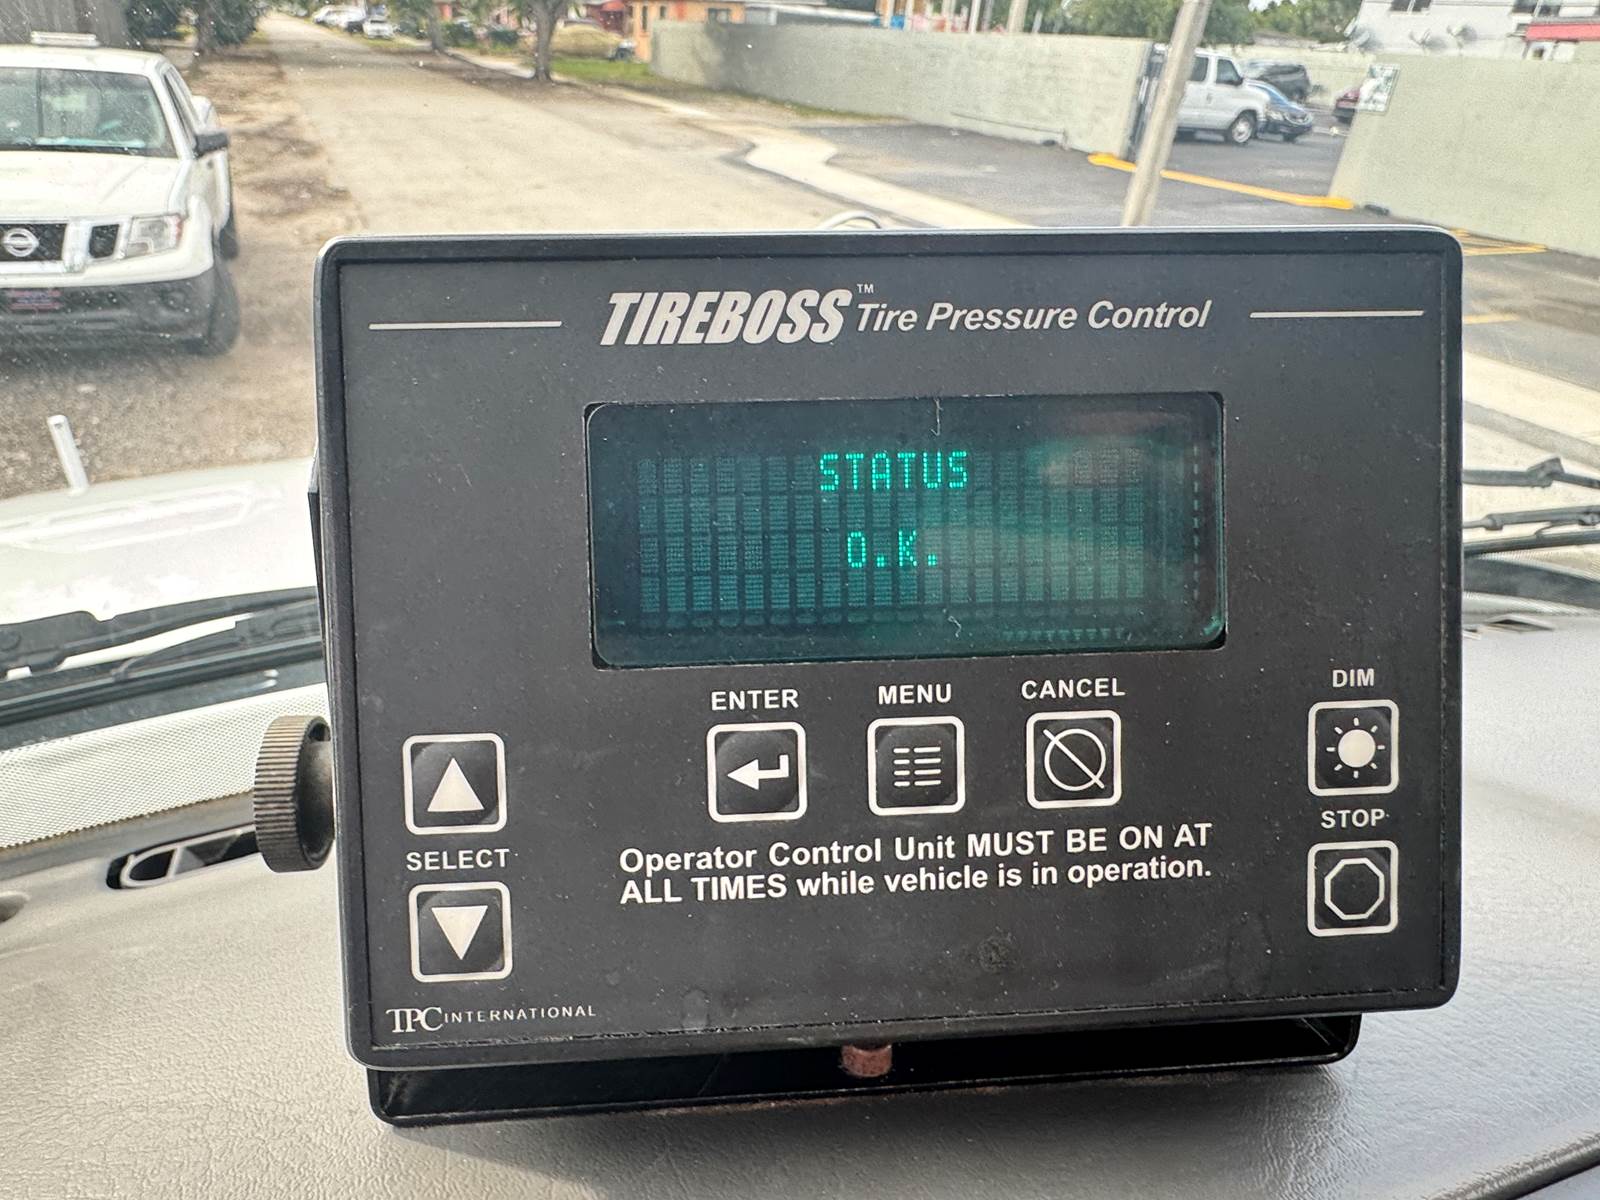 TIREBOSS™ Tire Pressure Control
STATUS
O.K.
ENTER
MENU
CANCEL
DIM
SELECT
STOP
Operator Control Unit MUST BE ON AT
ALL TIMES while vehicle is in operation.
TPC INTERNATIONAL